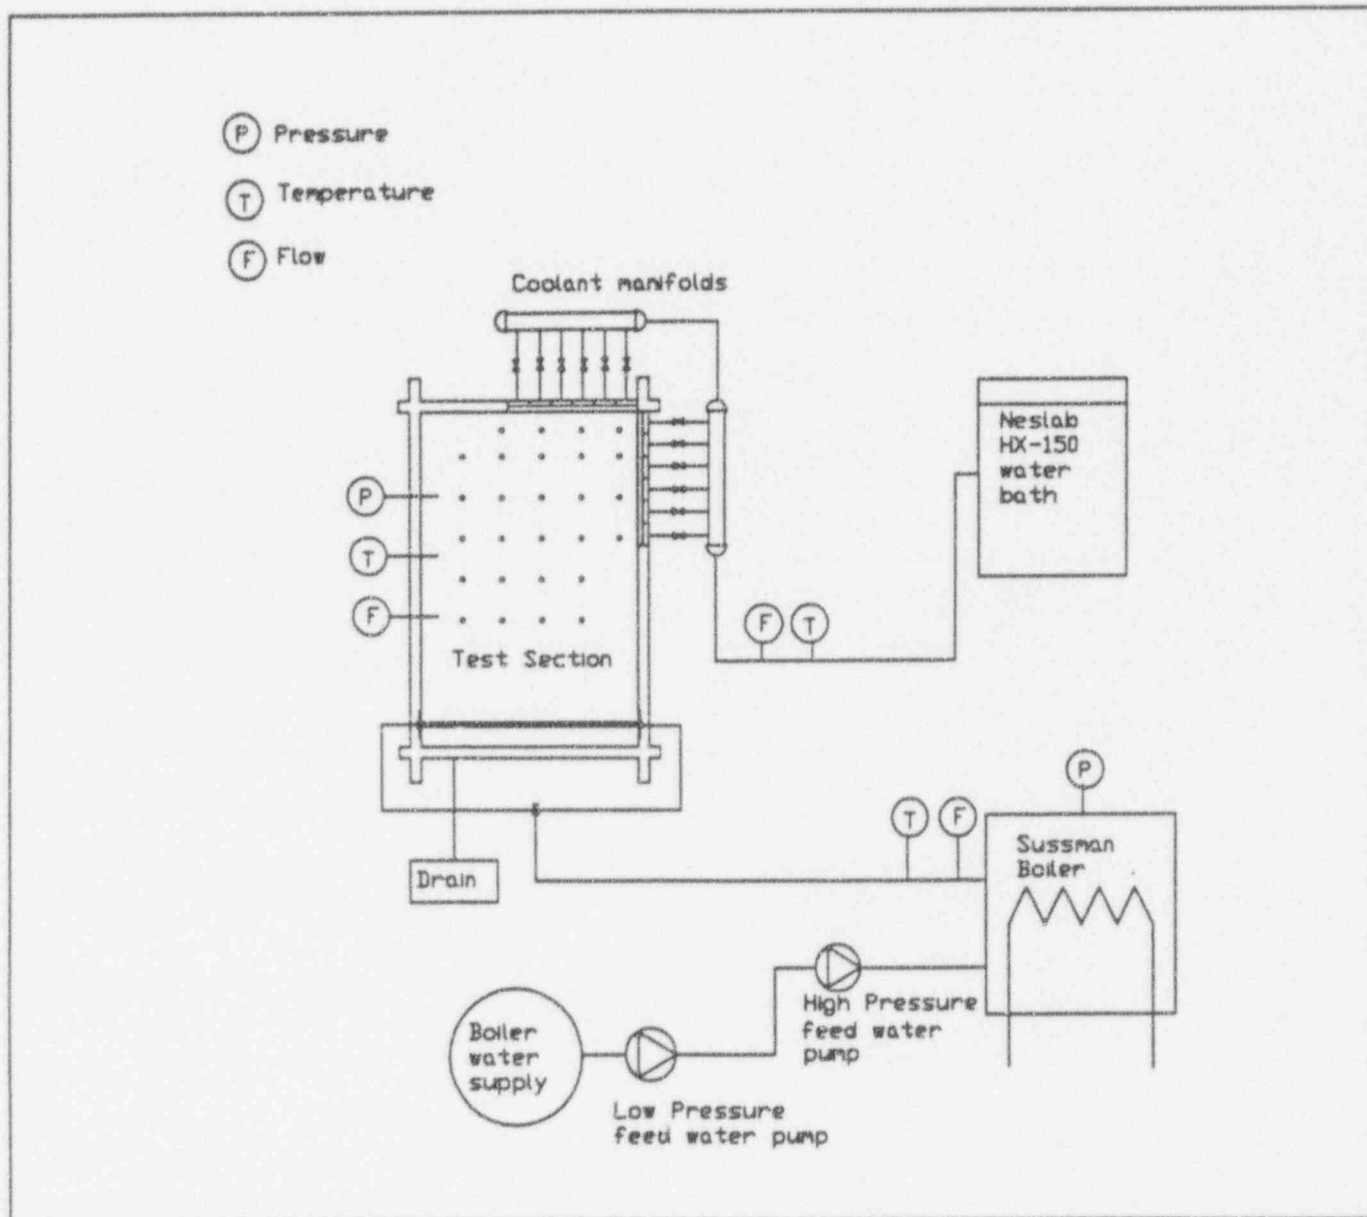 P Pressure
T Temperature
F Flow
Coolant manifolds
Neslab
HX-150
water
bath
P
T
F
F T
Test Section
P
T F
Sussman
Boiler
Drain
High Pressure
feed water
pump
Boiler
water
supply
Low Pressure
feed water pump